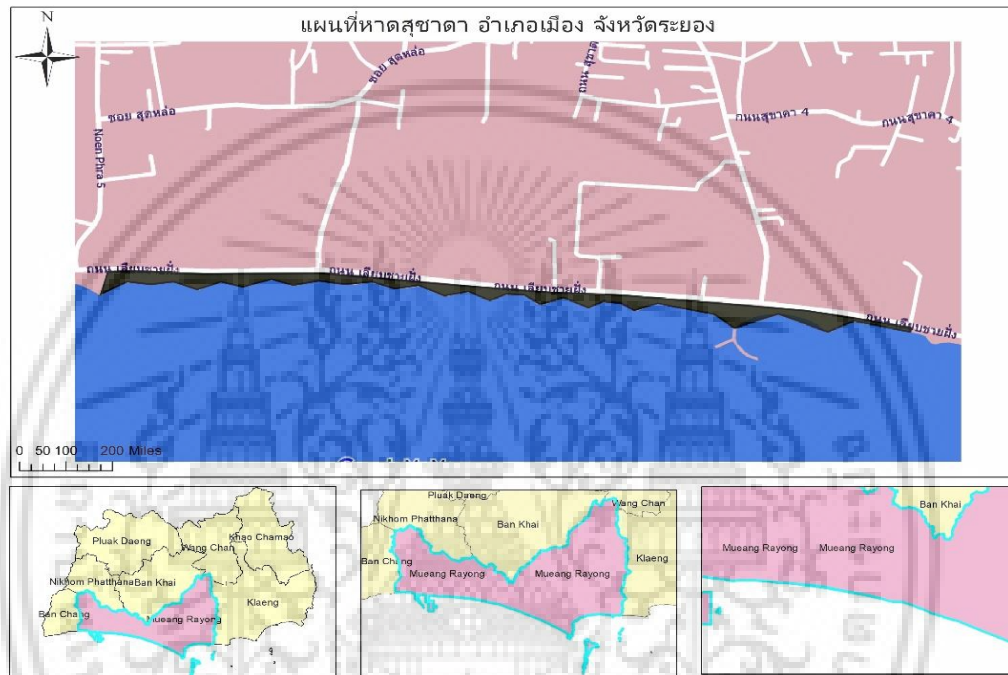 แผนที่หาดสุชาดา อำเภอเมือง จังหวัดระยอง
N
ซอย สุดหล่อ
ถนน สุชาดา
ซอย สุดหล่อ
ถนนสุชาดา 4
ถนนสุชาดา 4
Noen Phra 5
ถนน เลียบชายฝั่ง
ถนน เลียบชายฝั่ง
ถนน เลียบชายฝั่ง
ถนน เลียบชายฝั่ง
0 50 100 200 Miles
Pluak Daeng
Wang Chan
Khao Chamao
Nikhom Phatthana
Ban Khai
Ban Chang
Mueang Rayong
Klaeng
Pluak Daeng
Wang Chan
Nikhom Phatthana
Ban Khai
Ban Chang
Mueang Rayong
Mueang Rayong
Klaeng
Ban Khai
Mueang Rayong
Mueang Rayong